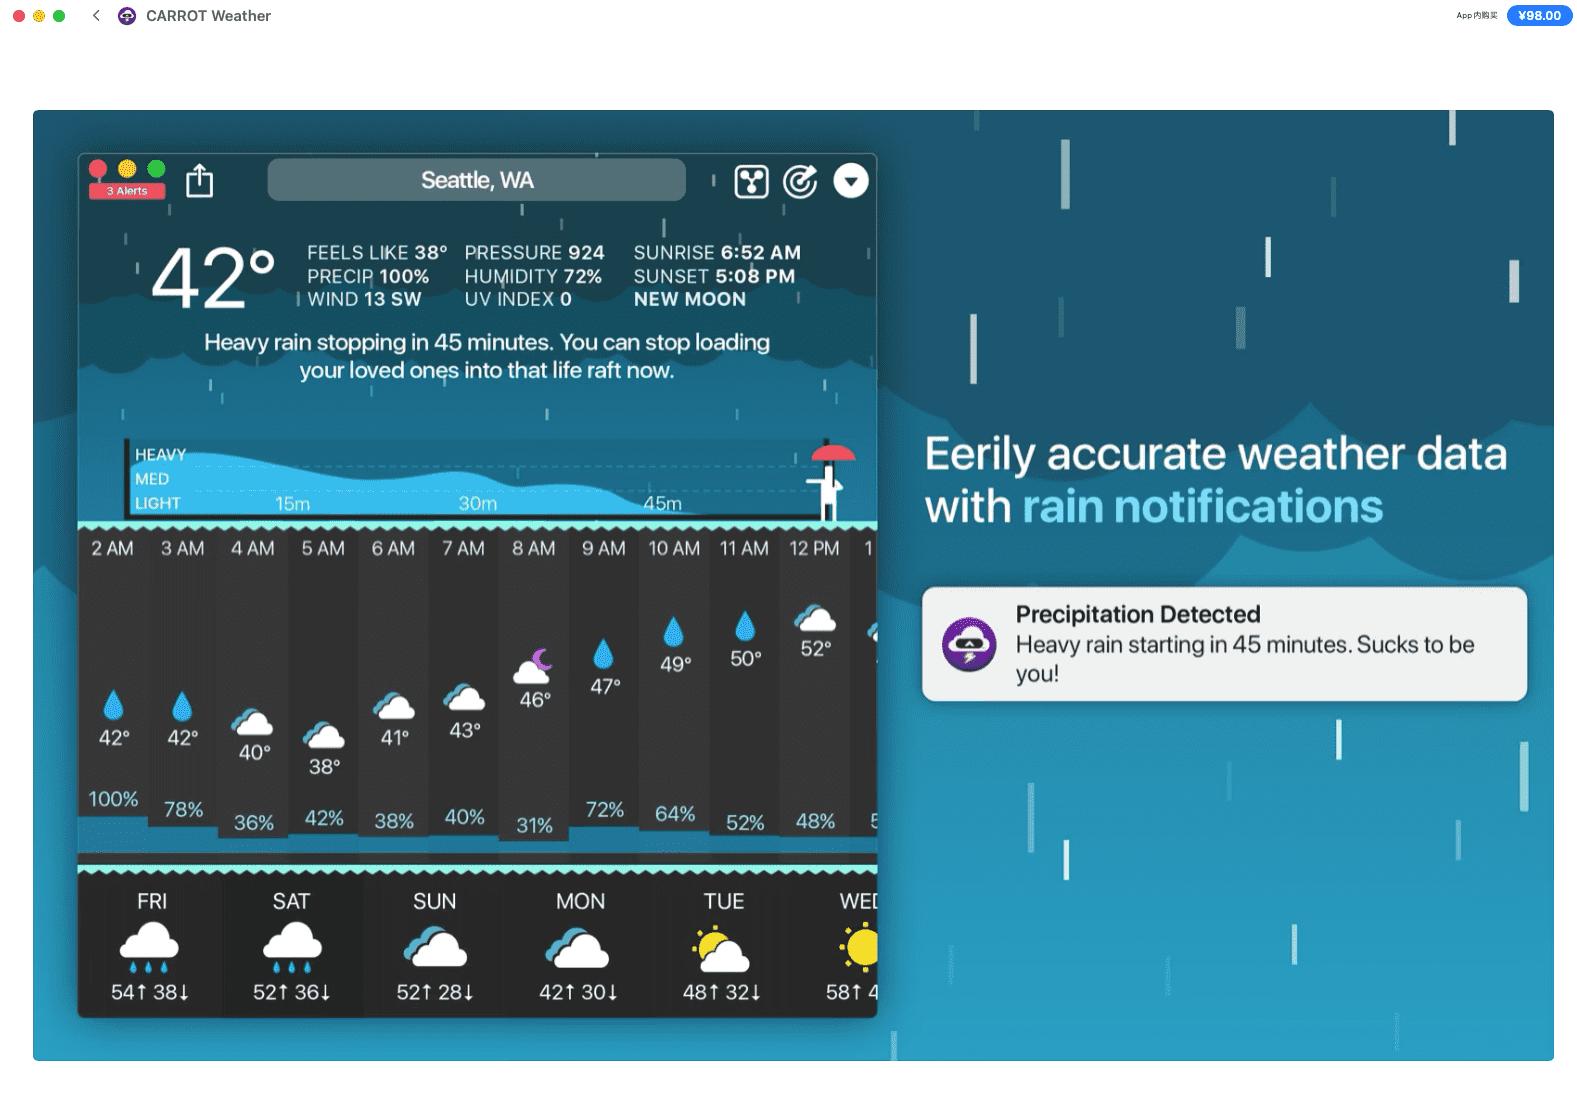 CARROT Weather
App 内购买
¥98.00
3 Alerts
Seattle, WA
42°
FEELS LIKE 38° PRESSURE 924 SUNRISE 6:52 AM
PRECIP 100% HUMIDITY 72% SUNSET 5:08 PM
WIND 13 SW UV INDEX 0 NEW MOON
Heavy rain stopping in 45 minutes. You can stop loading
your loved ones into that life raft now.
HEAVY
MED
LIGHT 15m 30m 45m
2 AM 3 AM 4 AM 5 AM 6 AM 7 AM 8 AM 9 AM 10 AM 11 AM 12 PM 1
42° 42° 40° 38° 41° 43° 46° 47° 49° 50° 52°
100% 78% 36% 42% 38% 40% 31% 72% 64% 52% 48% 5
FRI SAT SUN MON TUE WED
54↑ 38↓ 52↑ 36↓ 52↑ 28↓ 42↑ 30↓ 48↑ 32↓ 58↑ 4
Eerily accurate weather data
with rain notifications
Precipitation Detected
Heavy rain starting in 45 minutes. Sucks to be
you!